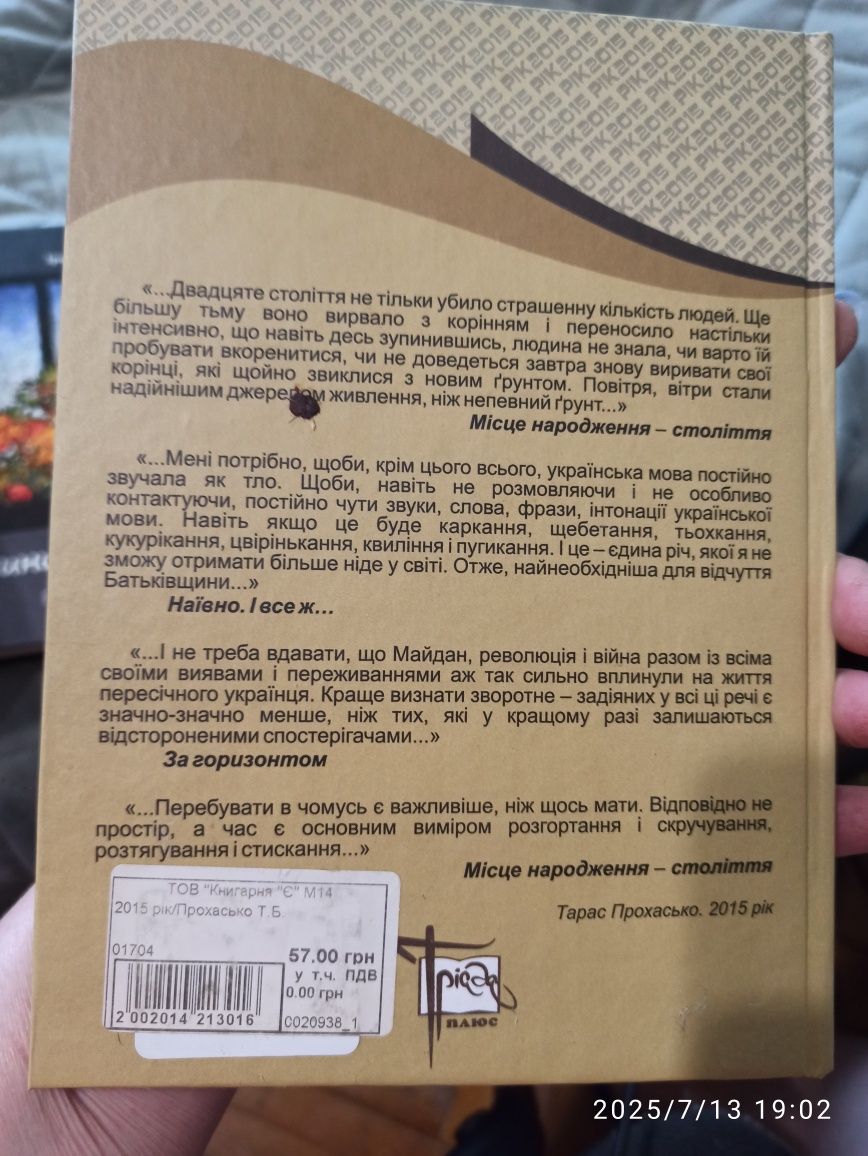 РІК2015 РІК2015 РІК2015 РІК2015
«...Двадцяте століття не тільки убило страшенну кількість людей. Ще
більшу тьму воно вирвало з корінням і переносило настільки
інтенсивно, що навіть десь зупинившись, людина не знала, чи варто їй
пробувати вкоренитися, чи не доведеться завтра знову виривати свої
корінці, які щойно звиклися з новим ґрунтом. Повітря, вітри стали
надійнішим джерелом живлення, ніж непевний ґрунт...»
Місце народження – століття
«...Мені потрібно, щоби, крім цього всього, українська мова постійно
звучала як тло. Щоби, навіть не розмовляючи і не особливо
контактуючи, постійно чути звуки, слова, фрази, інтонації української
мови. Навіть якщо це буде каркання, щебетання, тьохкання,
кукурікання, цвірінькання, квиління і пугикання. І це – єдина річ, якої я не
зможу отримати більше ніде у світі. Отже, найнеобхідніша для відчуття
Батьківщини...»
Наївно. І все ж...
«...І не треба вдавати, що Майдан, революція і війна разом із всіма
своїми виявами і переживаннями аж так сильно вплинули на життя
пересічного українця. Краще визнати зворотне – задіяних у всі ці речі є
значно-значно менше, ніж тих, які у кращому разі залишаються
відстороненими спостерігачами...»
За горизонтом
«...Перебувати в чомусь є важливіше, ніж щось мати. Відповідно не
простір, а час є основним виміром розгортання і скручування,
розтягування і стискання...»
Місце народження – століття
Тарас Прохасько. 2015 рік
ТОВ "Книгарня "Є" М14
2015 рік/Прохасько Т.Б.
01704
57.00 грн
у т.ч. ПДВ
0.00 грн
2 002014 213016
С020938_1
Тріада
плюс
2025/7/13 19:02